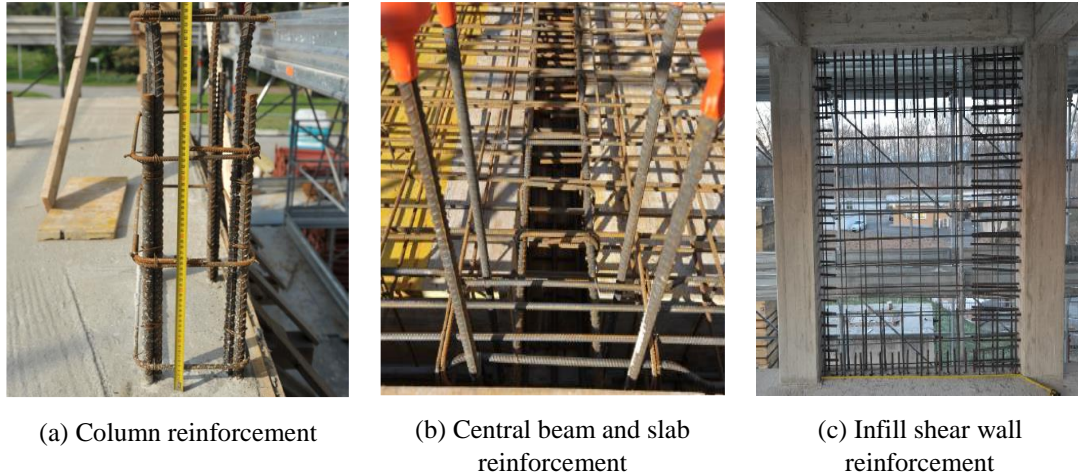 (a) Column reinforcement
(b) Central beam and slab
reinforcement
(c) Infill shear wall
reinforcement